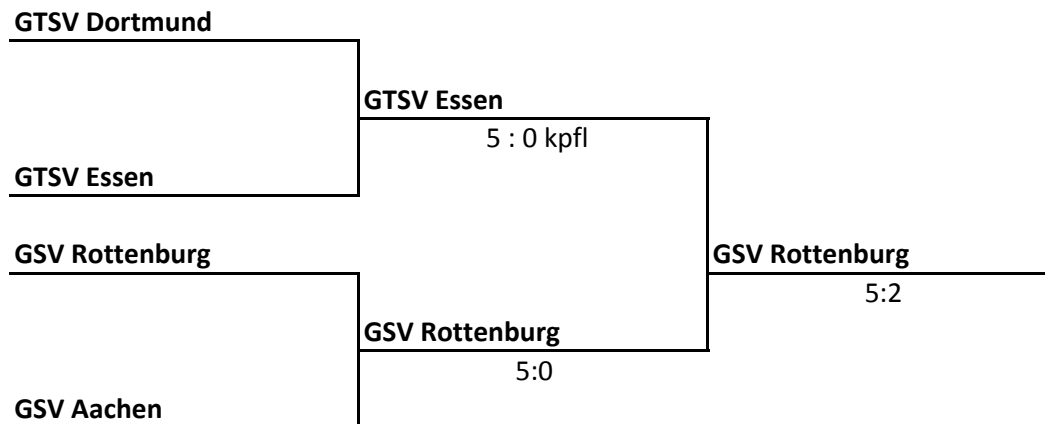 GTSV Dortmund
GTSV Essen
5 : 0 kpfl
GTSV Essen
GSV Rottenburg
GSV Rottenburg
5:2
GSV Rottenburg
5:0
GSV Aachen